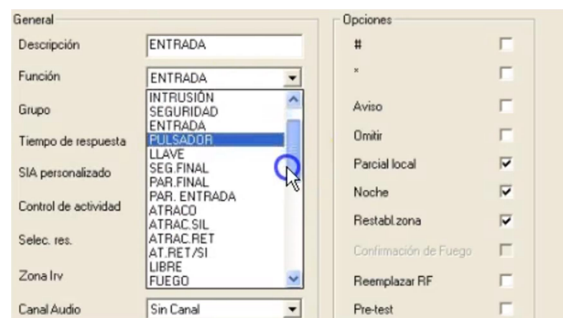 General
Descripción ENTRADA
Función ENTRADA
Grupo
Tiempo de respuesta
SIA personalizado
Control de actividad
Selec. res.
Zona Irv
Canal Audio Sin Canal
INTRUSIÓN
SEGURIDAD
ENTRADA
PULSADOR
LLAVE
SEG.FINAL
PAR.FINAL
PAR. ENTRADA
ATRACO
ATRAC.SIL
ATRAC.RET
AT.RET/SI
LIBRE
FUEGO
Opciones
#
*
Aviso
Omitir
Parcial local
Noche
Restabl.zona
Confirmación de Fuego
Reemplazar RF
Pre-test